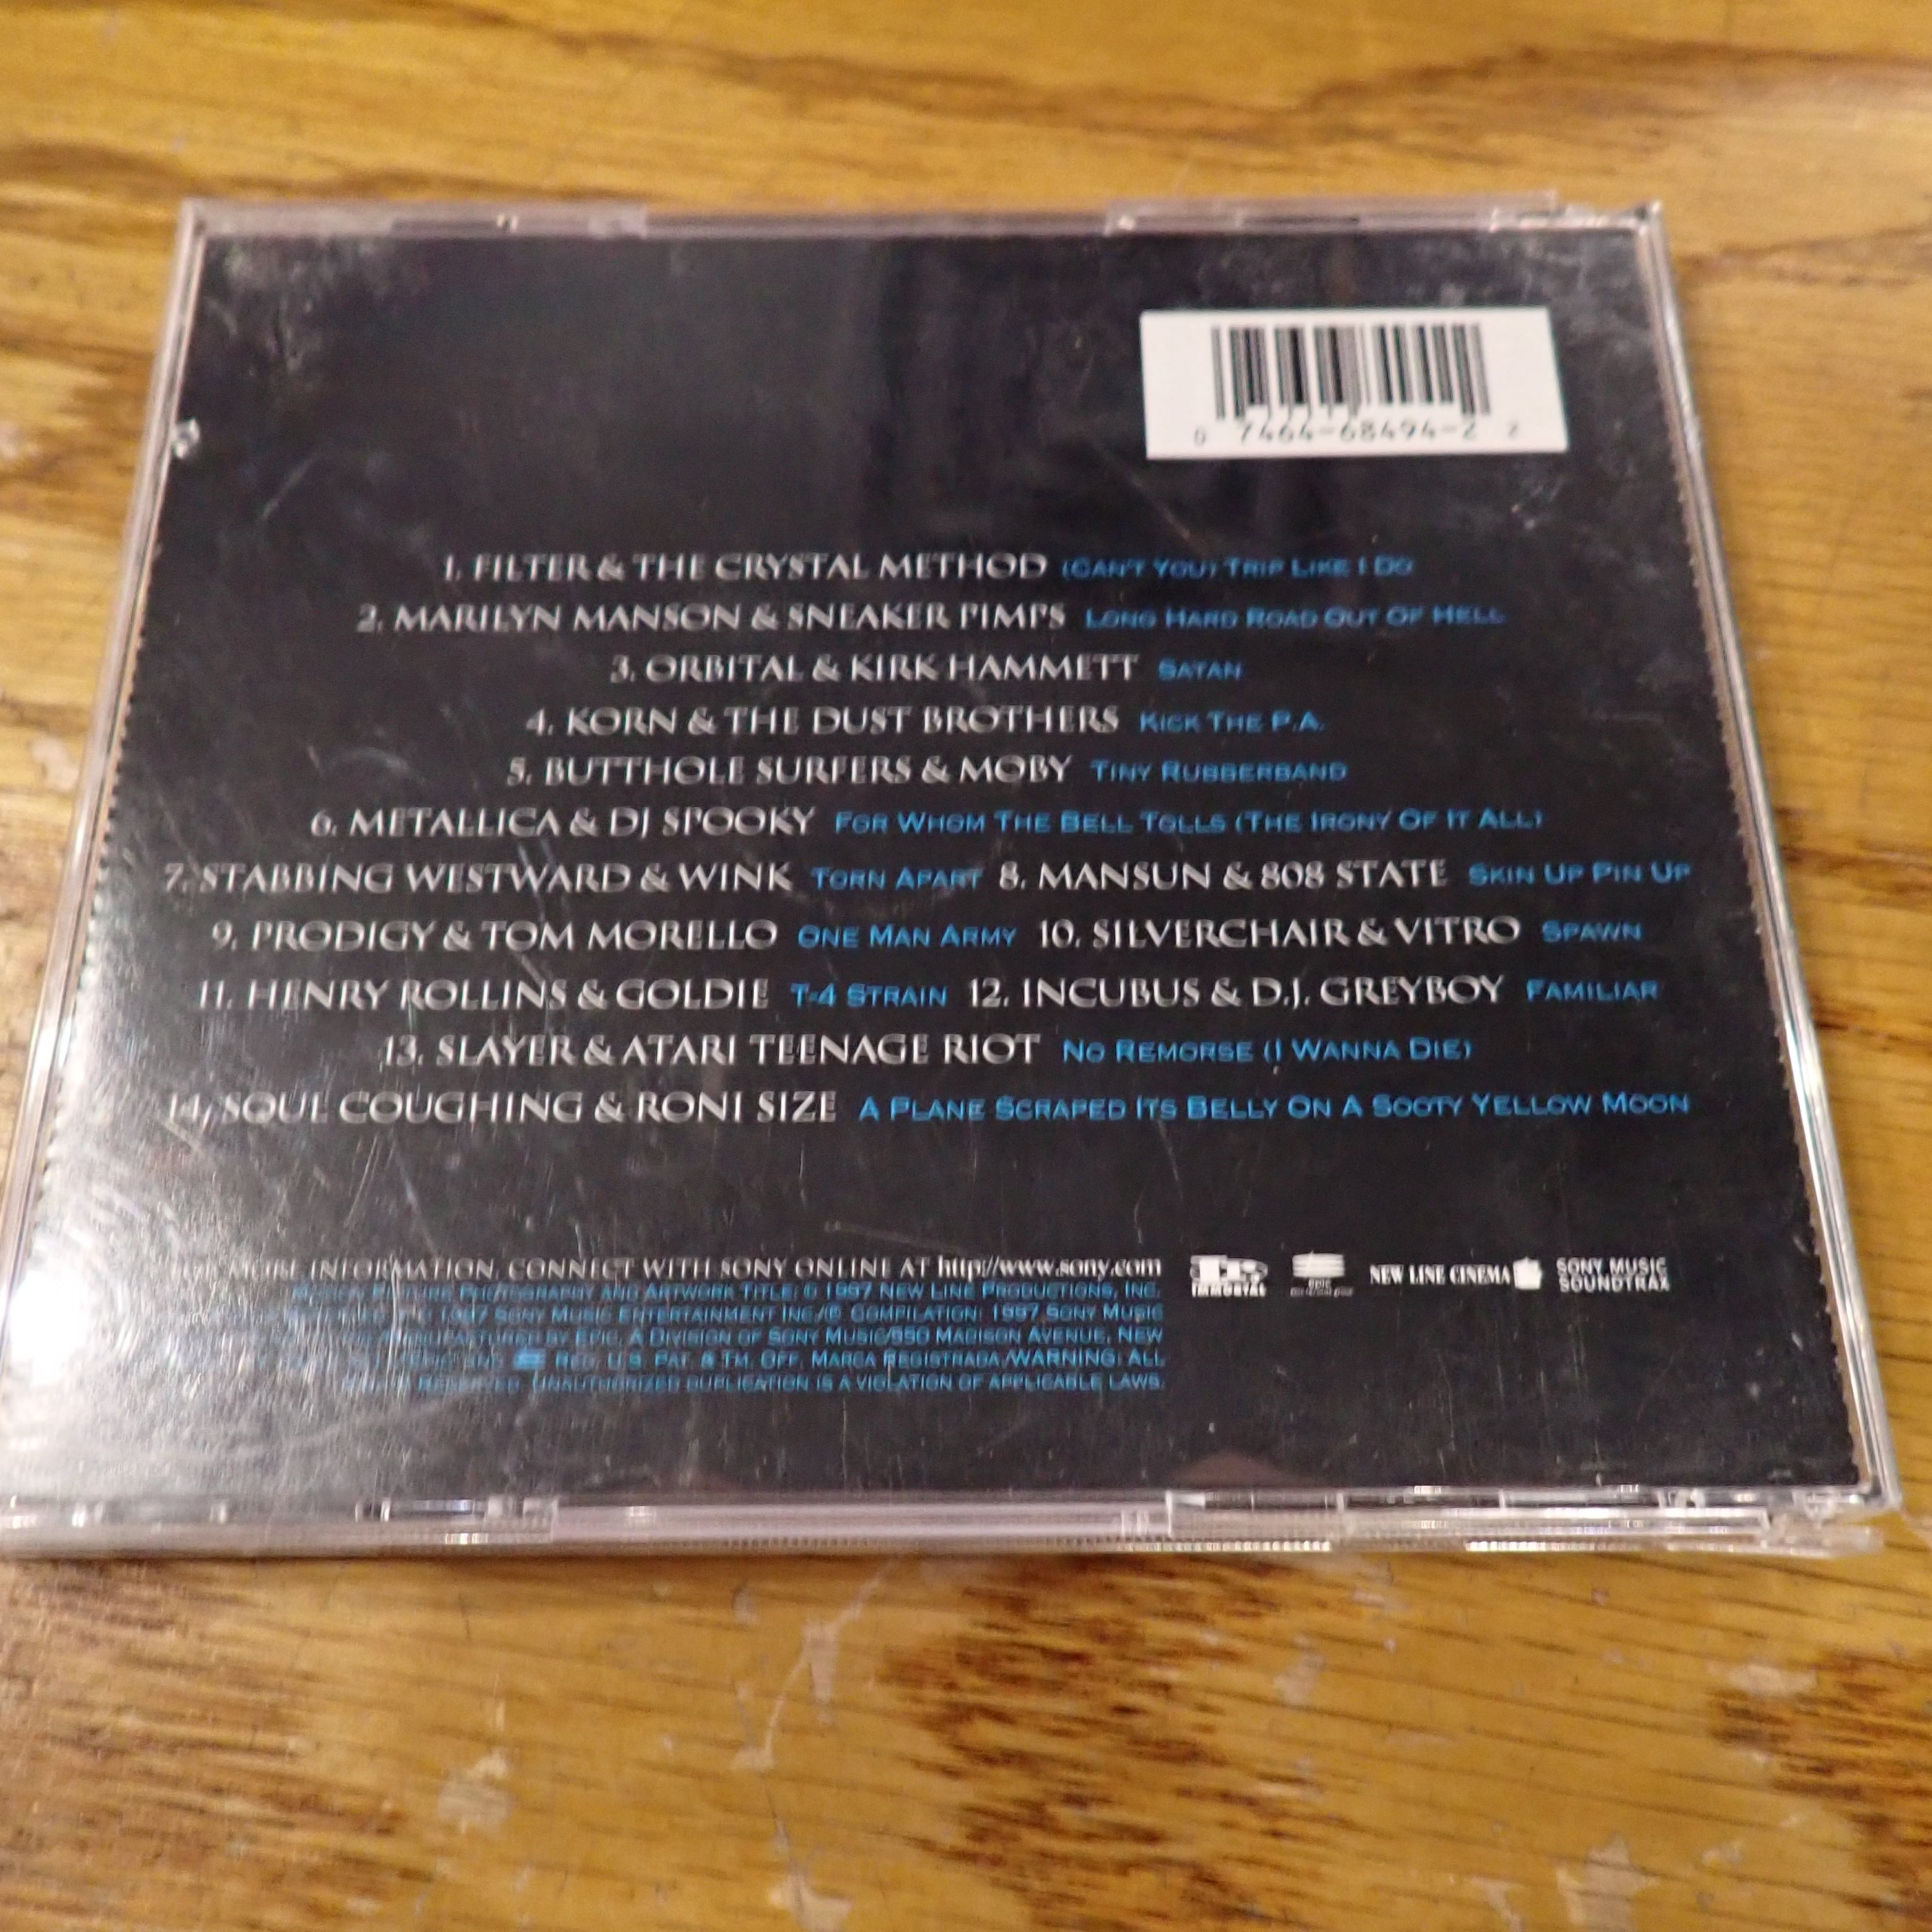 0 7464-68494-2 2
1. FILTER & THE CRYSTAL METHOD (CAN'T YOU) TRIP LIKE I DO
2. MARILYN MANSON & SNEAKER PIMPS LONG HARD ROAD OUT OF HELL
3. ORBITAL & KIRK HAMMETT SATAN
4. KORN & THE DUST BROTHERS KICK THE P.A.
5. BUTTHOLE SURFERS & MOBY TINY RUBBERBAND
6. METALLICA & DJ SPOOKY FOR WHOM THE BELL TOLLS (THE IRONY OF IT ALL)
7. STABBING WESTWARD & WINK TORN APART 8. MANSUN & 808 STATE SKIN UP PIN UP
9. PRODIGY & TOM MORELLO ONE MAN ARMY 10. SILVERCHAIR & VITRO SPAWN
11. HENRY ROLLINS & GOLDIE T-4 STRAIN 12. INCUBUS & D.J. GREYBOY FAMILIAR
13. SLAYER & ATARI TEENAGE RIOT NO REMORSE (I WANNA DIE)
14. SOUL COUGHING & RONI SIZE A PLANE SCRAPED ITS BELLY ON A SOOTY YELLOW MOON
MORE INFORMATION, CONNECT WITH SONY ONLINE AT http://www.sony.com
PHOTOGRAPHY AND ARTWORK TITLE: © 1997 NEW LINE PRODUCTIONS, INC.
1997 SONY MUSIC ENTERTAINMENT INC./℗ COMPILATION: 1997 SONY MUSIC
MANUFACTURED BY EPIC, A DIVISION OF SONY MUSIC/550 MADISON AVENUE, NEW
REG. U.S. PAT. & TM. OFF. MARCA REGISTRADA./WARNING: ALL
RESERVED. UNAUTHORIZED DUPLICATION IS A VIOLATION OF APPLICABLE LAWS.
IMMORTAL
epic
NEW LINE CINEMA
SONY MUSIC
SOUNDTRAX